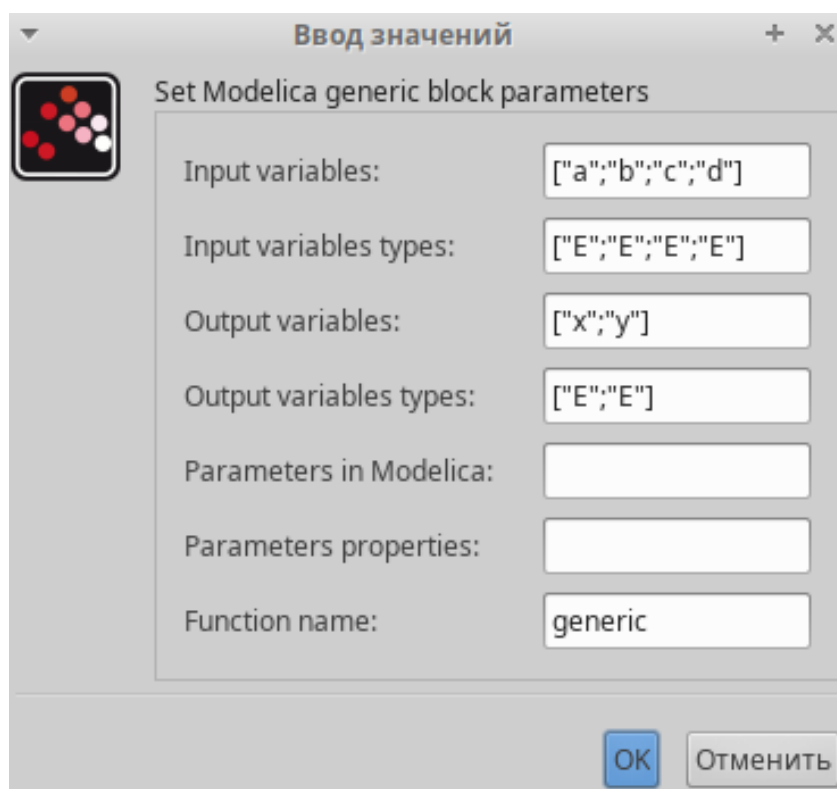 Ввод значений
Set Modelica generic block parameters
Input variables: ["a";"b";"c";"d"]
Input variables types: ["E";"E";"E";"E"]
Output variables: ["x";"y"]
Output variables types: ["E";"E"]
Parameters in Modelica:
Parameters properties:
Function name: generic
OK Отменить